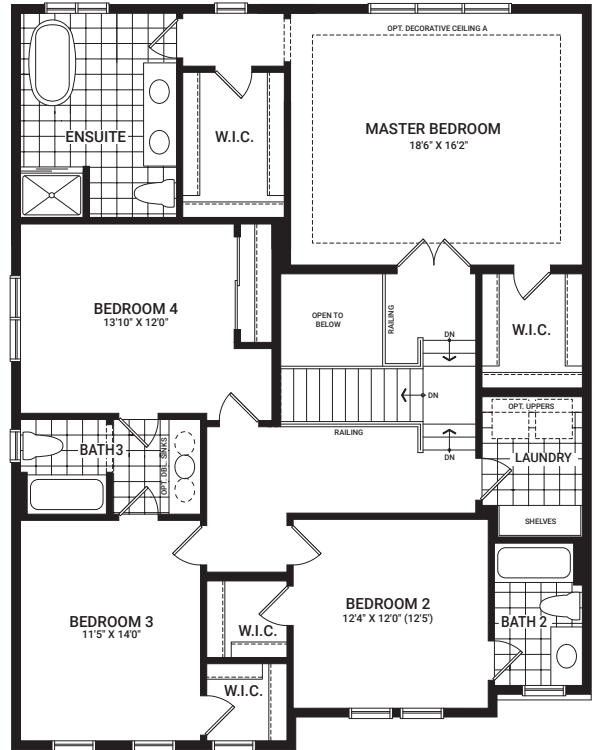 OPT. DECORATIVE CEILING A
ENSUITE
W.I.C.
MASTER BEDROOM
18'6" X 16'2"
BEDROOM 4
13'10" X 12'0"
OPEN TO
BELOW
RAILING
DN
W.I.C.
DN
OPT. UPPERS
RAILING
DN
BATH 3
OPT. DBL. SINKS
LAUNDRY
SHELVES
BEDROOM 3
11'5" X 14'0"
W.I.C.
BEDROOM 2
12'4" X 12'0" (12'5')
BATH 2
W.I.C.